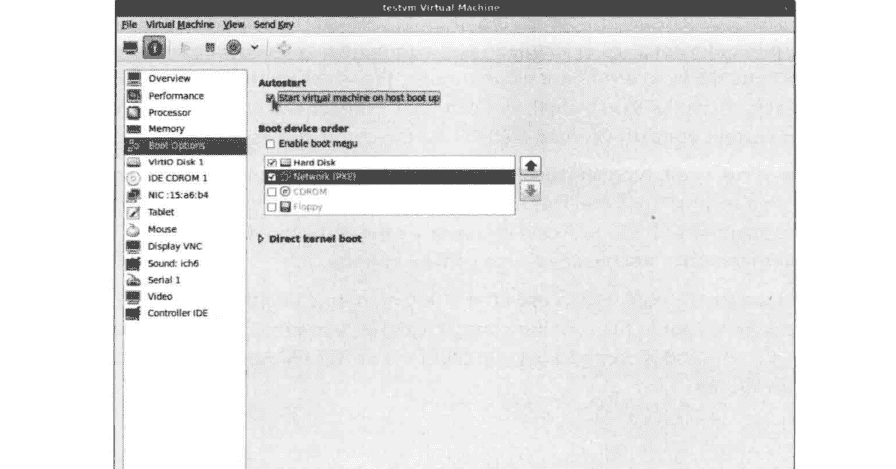 testvm Virtual Machine
File Virtual Machine View Send Key
Overview
Performance
Processor
Memory
Boot Options
VirtIO Disk 1
IDE CDROM 1
NIC :15:a6:b4
Tablet
Mouse
Display VNC
Sound: ich6
Serial 1
Video
Controller IDE
Autostart
Start virtual machine on host boot up
Boot device order
Enable boot menu
Hard Disk
Network (PXE)
CDROM
Floppy
Direct kernel boot